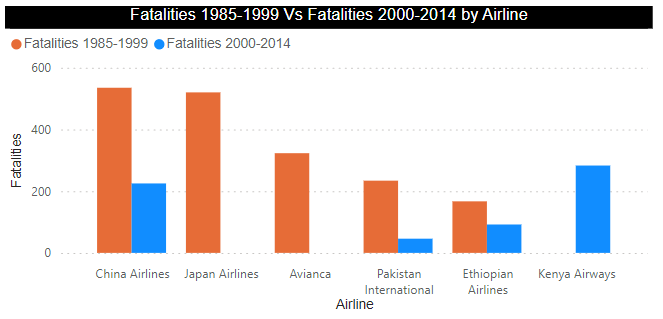 Fatalities 1985-1999 Vs Fatalities 2000-2014 by Airline
Fatalities 1985-1999 Fatalities 2000-2014
600
400
200
0
Fatalities
China Airlines Japan Airlines Avianca Pakistan International Ethiopian Airlines Kenya Airways
Airline